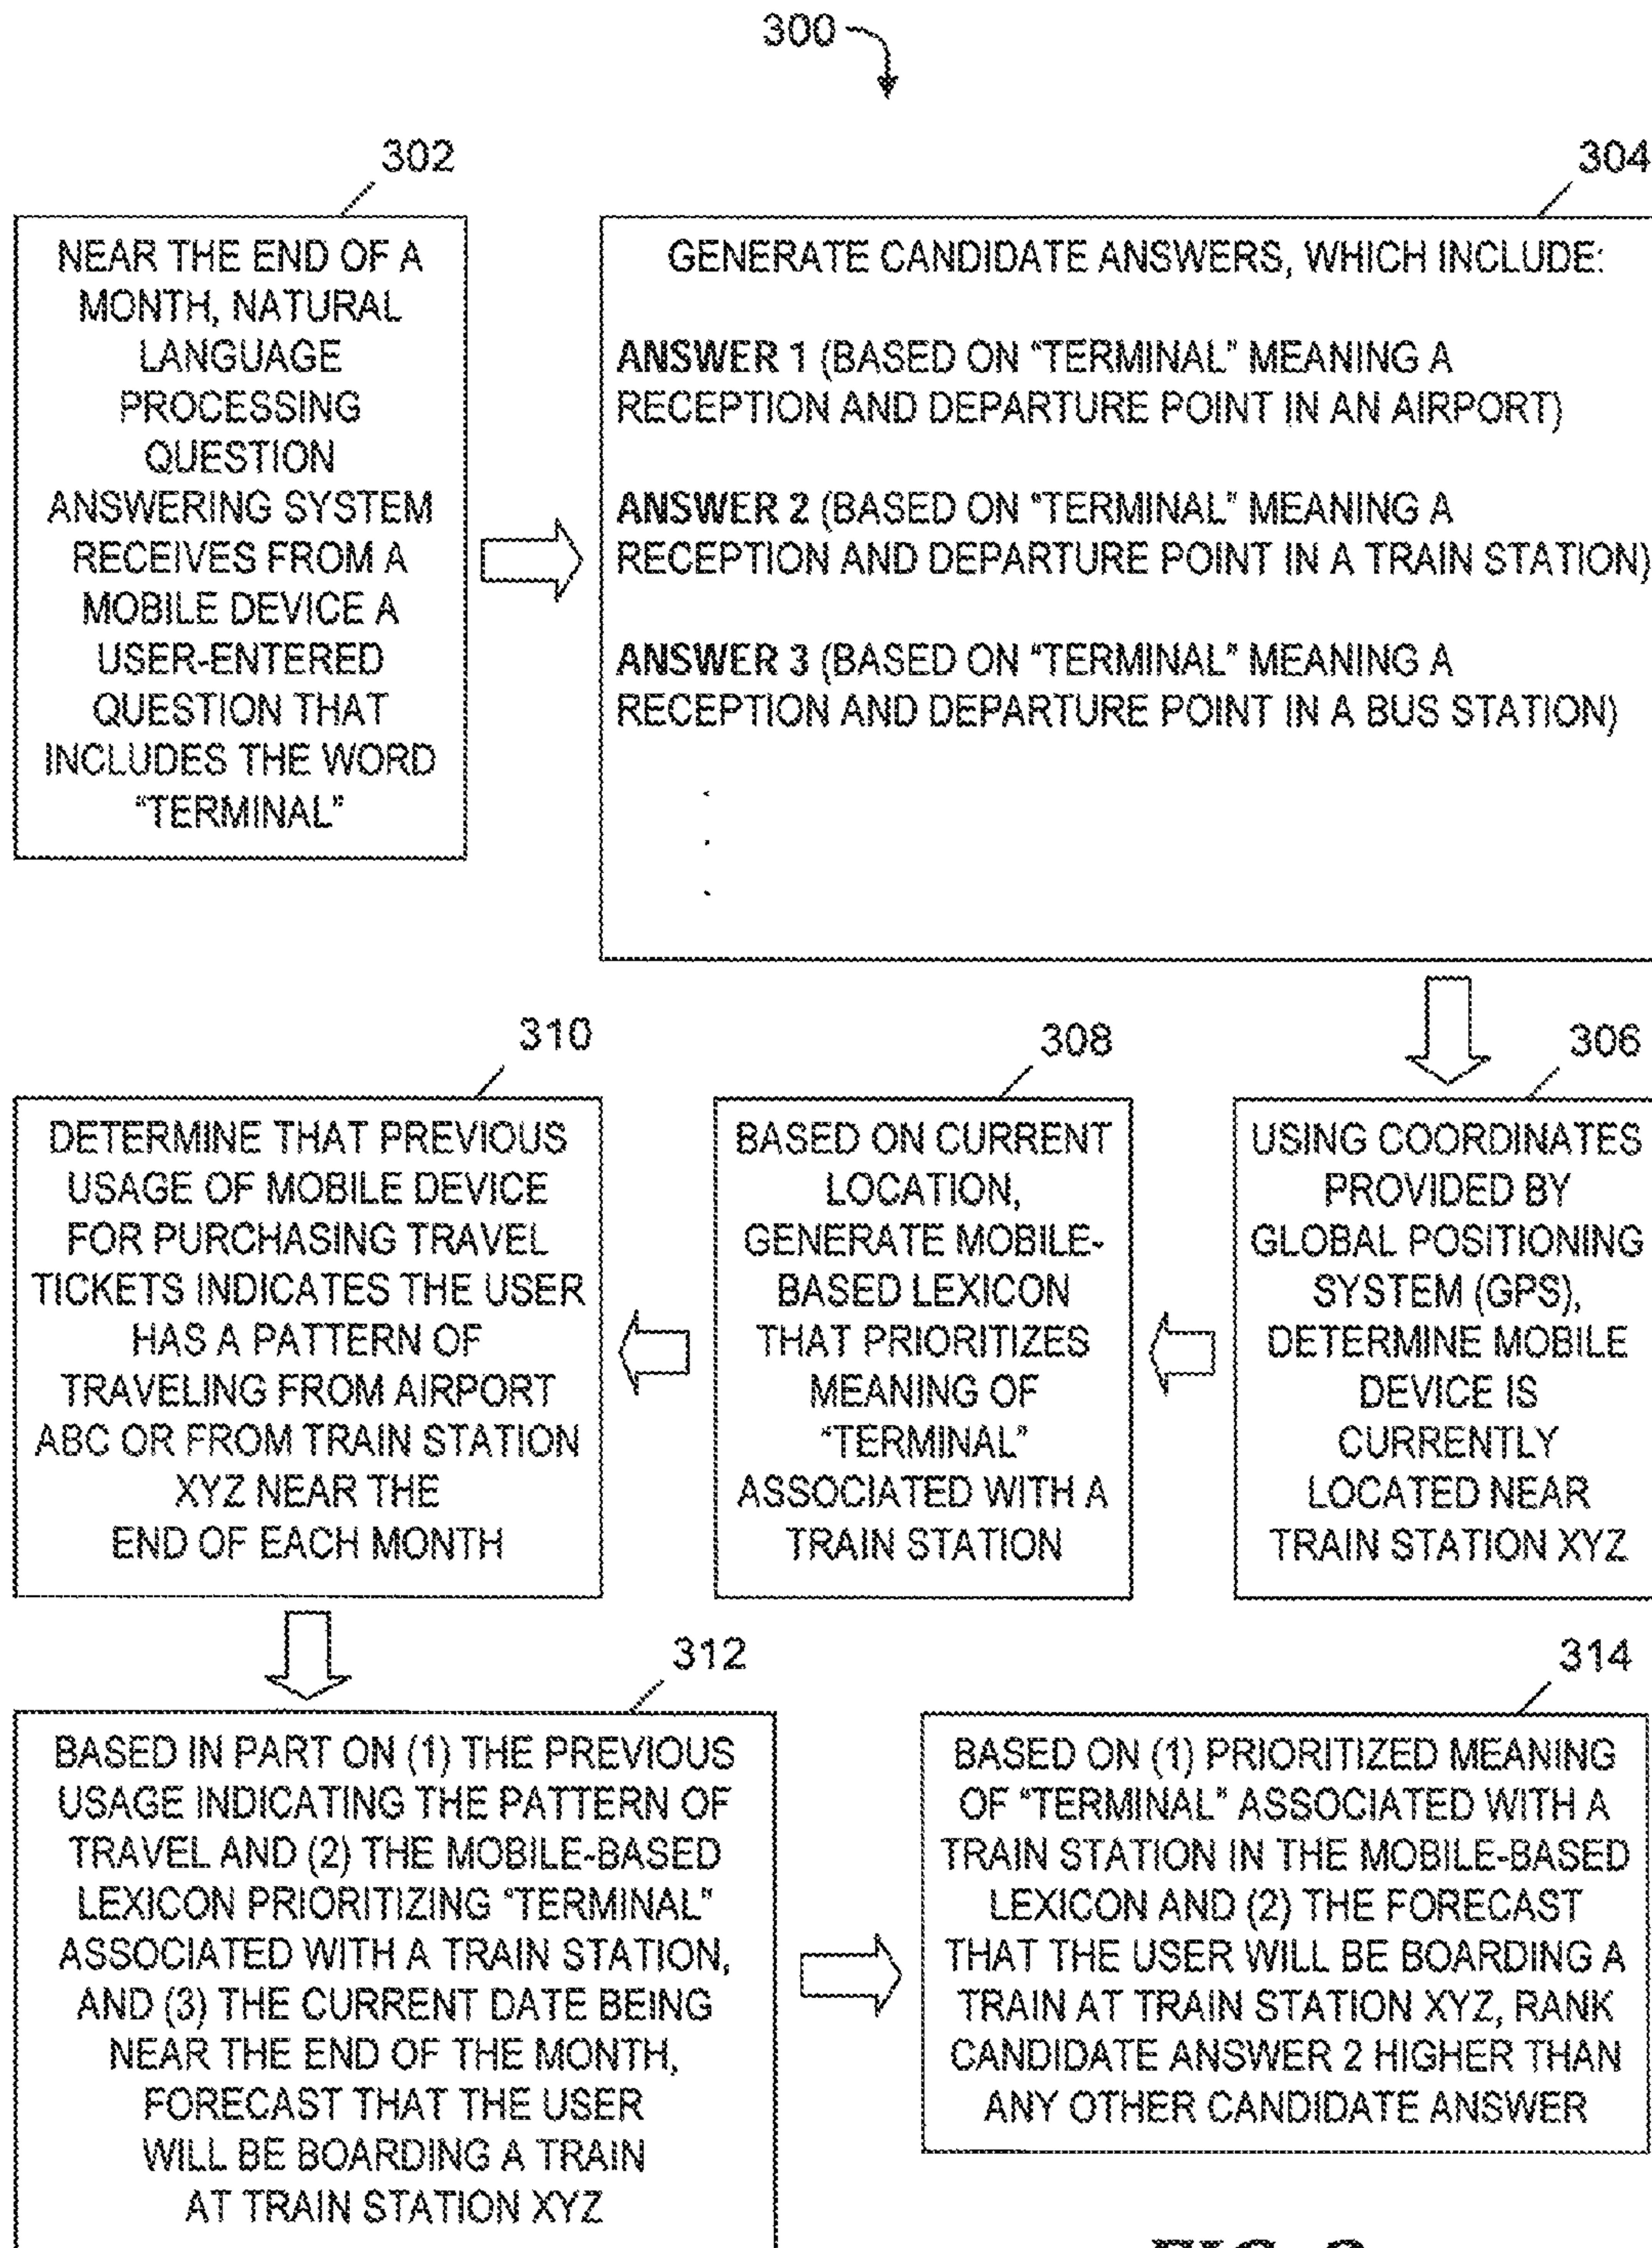 300
302
NEAR THE END OF A
MONTH, NATURAL
LANGUAGE
PROCESSING
QUESTION
ANSWERING SYSTEM
RECEIVES FROM A
MOBILE DEVICE A
USER-ENTERED
QUESTION THAT
INCLUDES THE WORD
"TERMINAL"
304
GENERATE CANDIDATE ANSWERS, WHICH INCLUDE:
ANSWER 1 (BASED ON "TERMINAL" MEANING A
RECEPTION AND DEPARTURE POINT IN AN AIRPORT)
ANSWER 2 (BASED ON "TERMINAL" MEANING A
RECEPTION AND DEPARTURE POINT IN A TRAIN STATION)
ANSWER 3 (BASED ON "TERMINAL" MEANING A
RECEPTION AND DEPARTURE POINT IN A BUS STATION)
.
.
.
306
USING COORDINATES
PROVIDED BY
GLOBAL POSITIONING
SYSTEM (GPS),
DETERMINE MOBILE
DEVICE IS
CURRENTLY
LOCATED NEAR
TRAIN STATION XYZ
308
BASED ON CURRENT
LOCATION,
GENERATE MOBILE-
BASED LEXICON
THAT PRIORITIZES
MEANING OF
"TERMINAL"
ASSOCIATED WITH A
TRAIN STATION
310
DETERMINE THAT PREVIOUS
USAGE OF MOBILE DEVICE
FOR PURCHASING TRAVEL
TICKETS INDICATES THE USER
HAS A PATTERN OF
TRAVELING FROM AIRPORT
ABC OR FROM TRAIN STATION
XYZ NEAR THE
END OF EACH MONTH
312
BASED IN PART ON (1) THE PREVIOUS
USAGE INDICATING THE PATTERN OF
TRAVEL AND (2) THE MOBILE-BASED
LEXICON PRIORITIZING "TERMINAL"
ASSOCIATED WITH A TRAIN STATION,
AND (3) THE CURRENT DATE BEING
NEAR THE END OF THE MONTH,
FORECAST THAT THE USER
WILL BE BOARDING A TRAIN
AT TRAIN STATION XYZ
314
BASED ON (1) PRIORITIZED MEANING
OF "TERMINAL" ASSOCIATED WITH A
TRAIN STATION IN THE MOBILE-BASED
LEXICON AND (2) THE FORECAST
THAT THE USER WILL BE BOARDING A
TRAIN AT TRAIN STATION XYZ, RANK
CANDIDATE ANSWER 2 HIGHER THAN
ANY OTHER CANDIDATE ANSWER